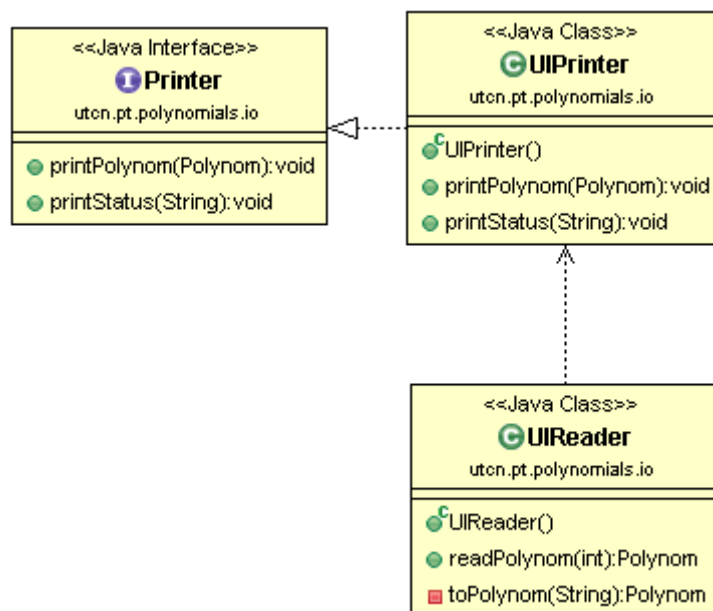 <<Java Interface>>
Printer
utcn.pt.polynomials.io
printPolynom(Polynom):void
printStatus(String):void
<<Java Class>>
UIPrinter
utcn.pt.polynomials.io
UIPrinter()
printPolynom(Polynom):void
printStatus(String):void
<<Java Class>>
UIReader
utcn.pt.polynomials.io
UIReader()
readPolynom(int):Polynom
toPolynom(String):Polynom